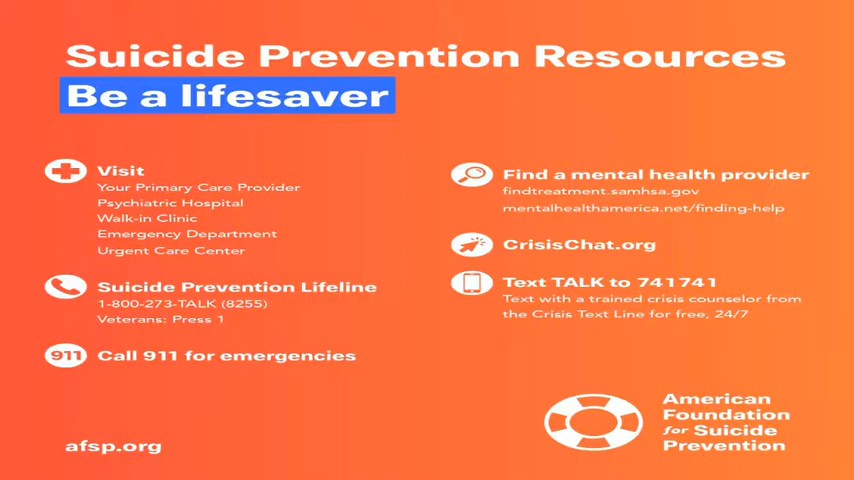 Suicide Prevention Resources
Be a lifesaver
Visit
Your Primary Care Provider
Psychiatric Hospital
Walk-in Clinic
Emergency Department
Urgent Care Center
Suicide Prevention Lifeline
1-800-273-TALK (8255)
Veterans: Press 1
911 Call 911 for emergencies
afsp.org
Find a mental health provider
findtreatment.samhsa.gov
mentalhealthamerica.net/finding-help
CrisisChat.org
Text TALK to 741741
Text with a trained crisis counselor from
the Crisis Text Line for free, 24/7
American
Foundation
for Suicide
Prevention